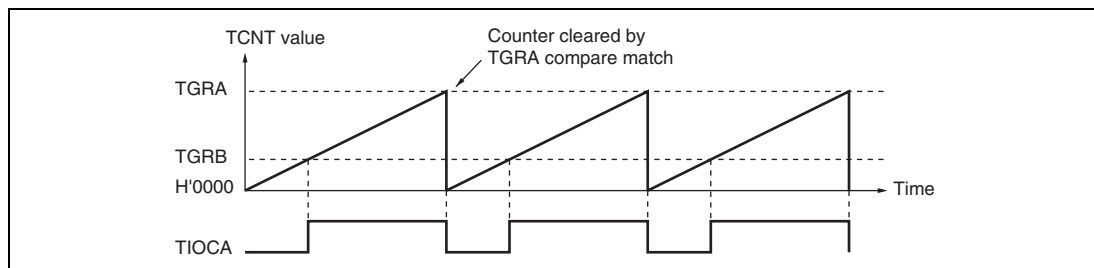 TCNT value
Counter cleared by
TGRA compare match
TGRA
TGRB
H'0000
Time
TIOCA